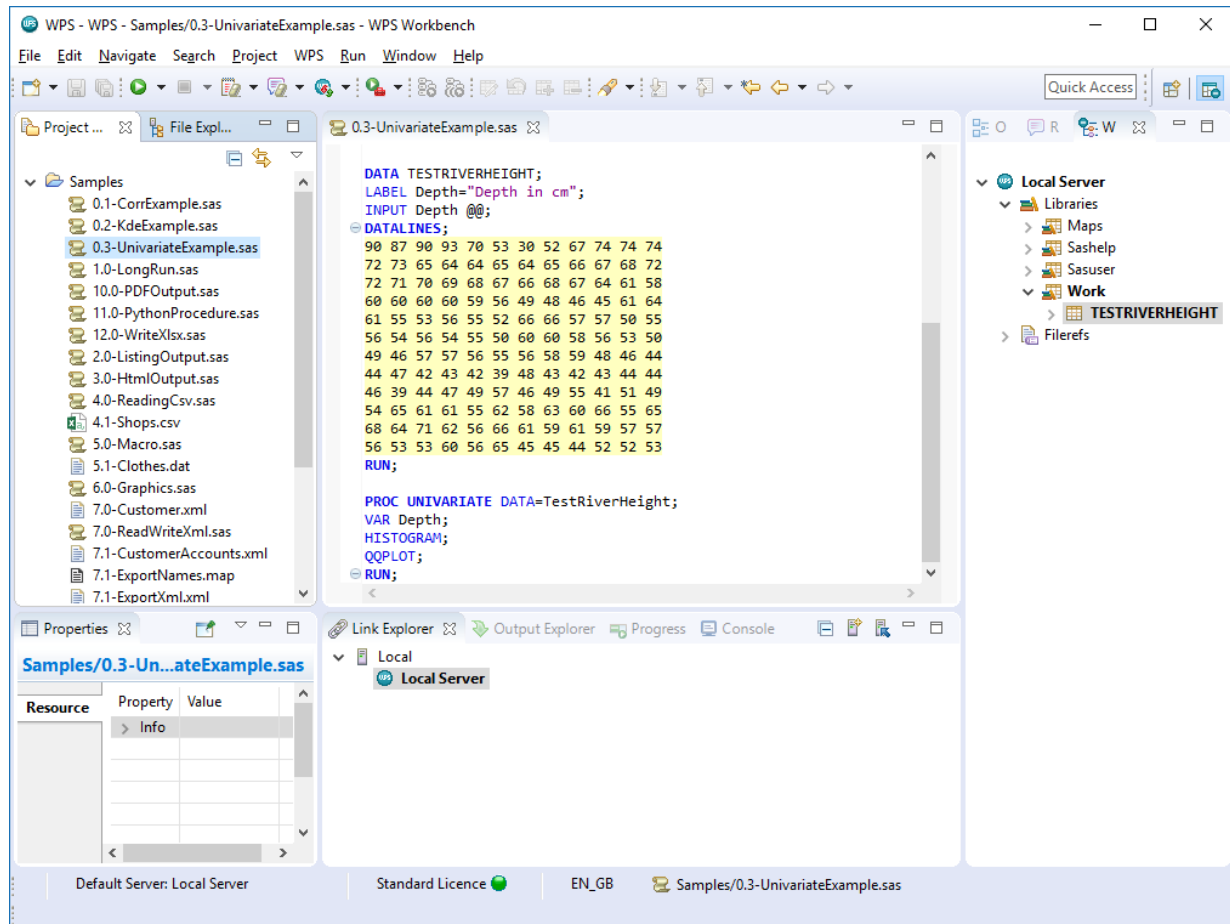 WPS - WPS - Samples/0.3-UnivariateExample.sas - WPS Workbench
File Edit Navigate Search Project WPS Run Window Help
Quick Access
Project ...
File Expl...
Samples
0.1-CorrExample.sas
0.2-KdeExample.sas
0.3-UnivariateExample.sas
1.0-LongRun.sas
10.0-PDFOutput.sas
11.0-PythonProcedure.sas
12.0-WriteXlsx.sas
2.0-ListingOutput.sas
3.0-HtmlOutput.sas
4.0-ReadingCsv.sas
4.1-Shops.csv
5.0-Macro.sas
5.1-Clothes.dat
6.0-Graphics.sas
7.0-Customer.xml
7.0-ReadWriteXml.sas
7.1-CustomerAccounts.xml
7.1-ExportNames.map
7.1-ExportXml.xml
0.3-UnivariateExample.sas
DATA TESTRIVERHEIGHT;
LABEL Depth="Depth in cm";
INPUT Depth @@;
DATALINES;
90 87 90 93 70 53 30 52 67 74 74 74
72 73 65 64 64 65 64 65 66 67 68 72
72 71 70 69 68 67 66 68 67 64 61 58
60 60 60 60 59 56 49 48 46 45 61 64
61 55 53 56 55 52 66 66 57 57 50 55
56 54 56 54 55 50 60 60 58 56 53 50
49 46 57 57 56 55 56 58 59 48 46 44
44 47 42 43 42 39 48 43 42 43 44 44
46 39 44 47 49 57 46 49 55 41 51 49
54 65 61 61 55 62 58 63 60 66 55 65
68 64 71 62 56 66 61 59 61 59 57 57
56 53 53 60 56 65 45 45 44 52 52 53
RUN;
PROC UNIVARIATE DATA=TestRiverHeight;
VAR Depth;
HISTOGRAM;
QQPLOT;
RUN;
O
R
W
Local Server
Libraries
Maps
Sashelp
Sasuser
Work
TESTRIVERHEIGHT
Filerefs
Properties
Samples/0.3-Un...ateExample.sas
Resource
Property Value
Info
Link Explorer
Output Explorer
Progress
Console
Local
Local Server
Default Server: Local Server
Standard Licence
EN_GB
Samples/0.3-UnivariateExample.sas